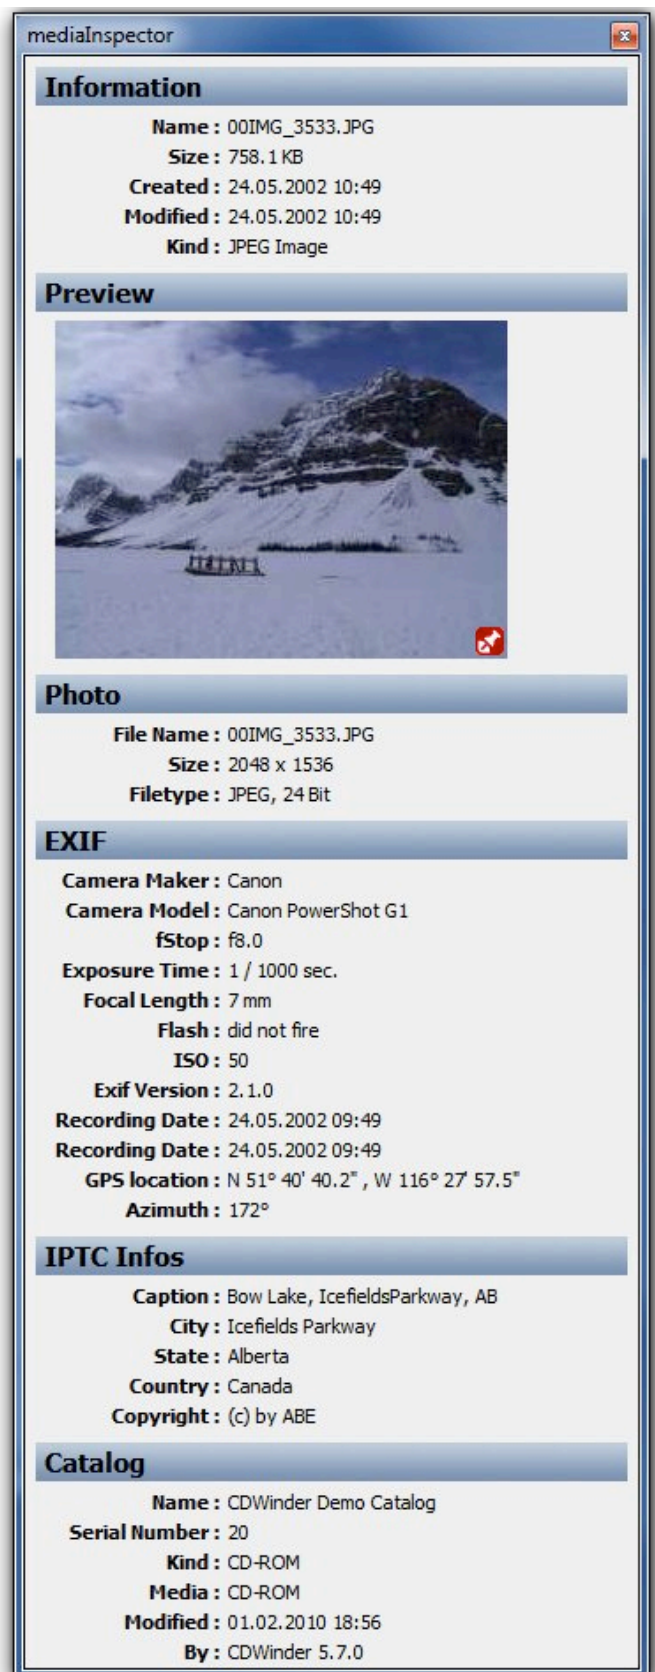 mediaInspector
Information
Name : 00IMG_3533.JPG
Size : 758.1 KB
Created : 24.05.2002 10:49
Modified : 24.05.2002 10:49
Kind : JPEG Image
Preview
Photo
File Name : 00IMG_3533.JPG
Size : 2048 x 1536
Filetype : JPEG, 24 Bit
EXIF
Camera Maker : Canon
Camera Model : Canon PowerShot G1
fStop : f8.0
Exposure Time : 1 / 1000 sec.
Focal Length : 7 mm
Flash : did not fire
ISO : 50
Exif Version : 2.1.0
Recording Date : 24.05.2002 09:49
Recording Date : 24.05.2002 09:49
GPS location : N 51° 40' 40.2" , W 116° 27' 57.5"
Azimuth : 172°
IPTC Infos
Caption : Bow Lake, IcefieldsParkway, AB
City : Icefields Parkway
State : Alberta
Country : Canada
Copyright : (c) by ABE
Catalog
Name : CDWinder Demo Catalog
Serial Number : 20
Kind : CD-ROM
Media : CD-ROM
Modified : 01.02.2010 18:56
By : CDWinder 5.7.0